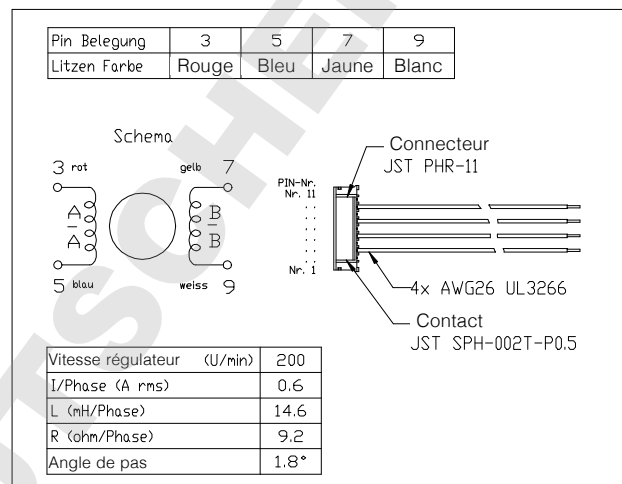 Pin Belegung 3 5 7 9
Litzen Farbe Rouge Bleu Jaune Blanc
Schema
3 rot gelb 7
A B
A B
5 blau weiss 9
Connecteur
JST PHR-11
PIN-Nr.
Nr. 11
Nr. 1
4x AWG26 UL3266
Contact
JST SPH-002T-P0.5
Vitesse régulateur (U/min) 200
I/Phase (A rms) 0.6
L (mH/Phase) 14.6
R (ohm/Phase) 9.2
Angle de pas 1.8°